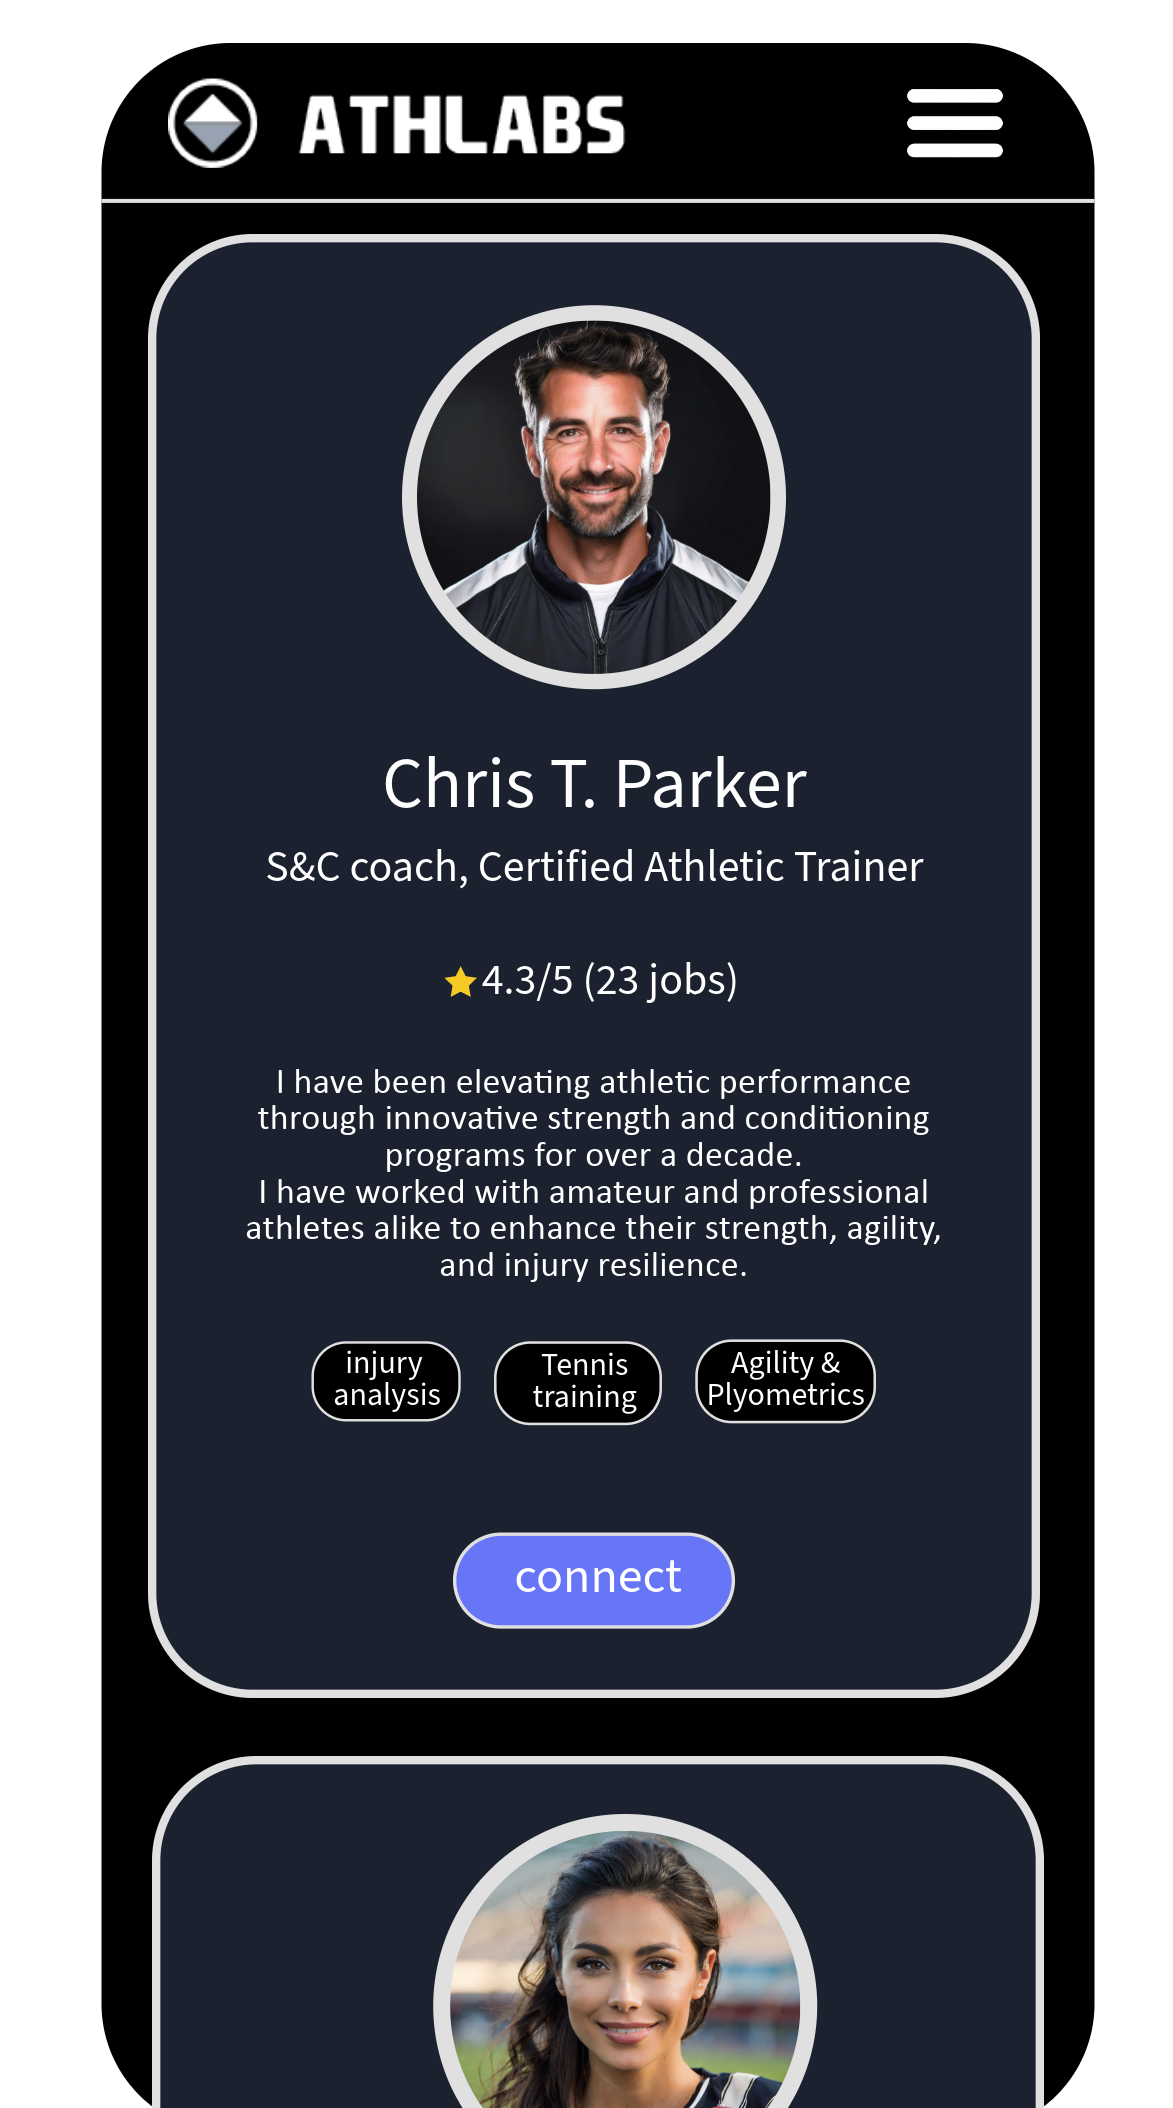 ATHLABS
Chris T. Parker
S&C coach, Certified Athletic Trainer
4.3/5 (23 jobs)
I have been elevating athletic performance
through innovative strength and conditioning
programs for over a decade.
I have worked with amateur and professional
athletes alike to enhance their strength, agility,
and injury resilience.
injury
analysis
Tennis
training
Agility &
Plyometrics
connect